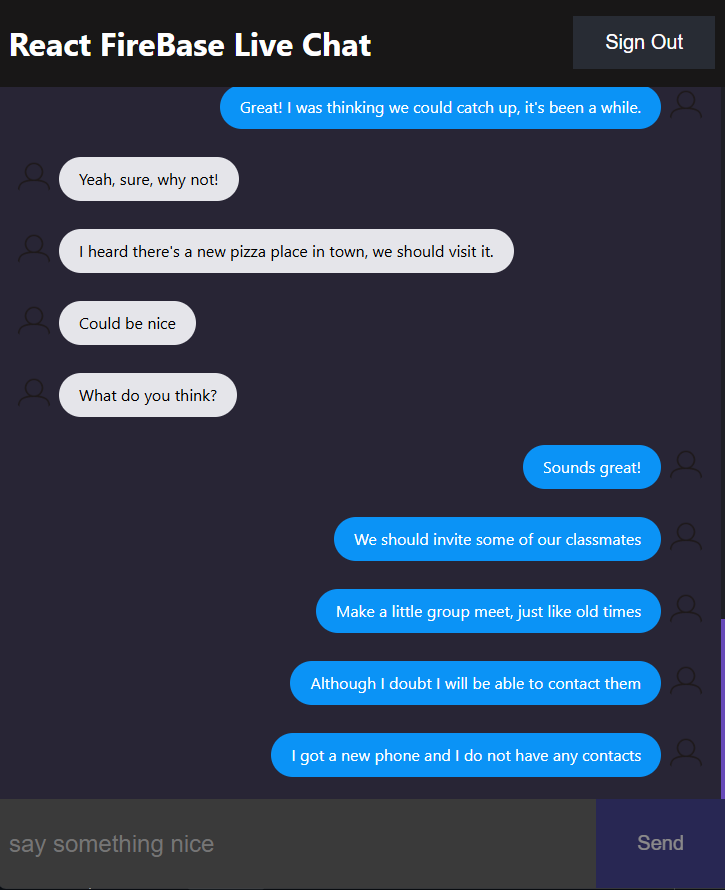 React FireBase Live Chat
Sign Out
Great! I was thinking we could catch up, it's been a while.
Yeah, sure, why not!
I heard there's a new pizza place in town, we should visit it.
Could be nice
What do you think?
Sounds great!
We should invite some of our classmates
Make a little group meet, just like old times
Although I doubt I will be able to contact them
I got a new phone and I do not have any contacts
say something nice
Send